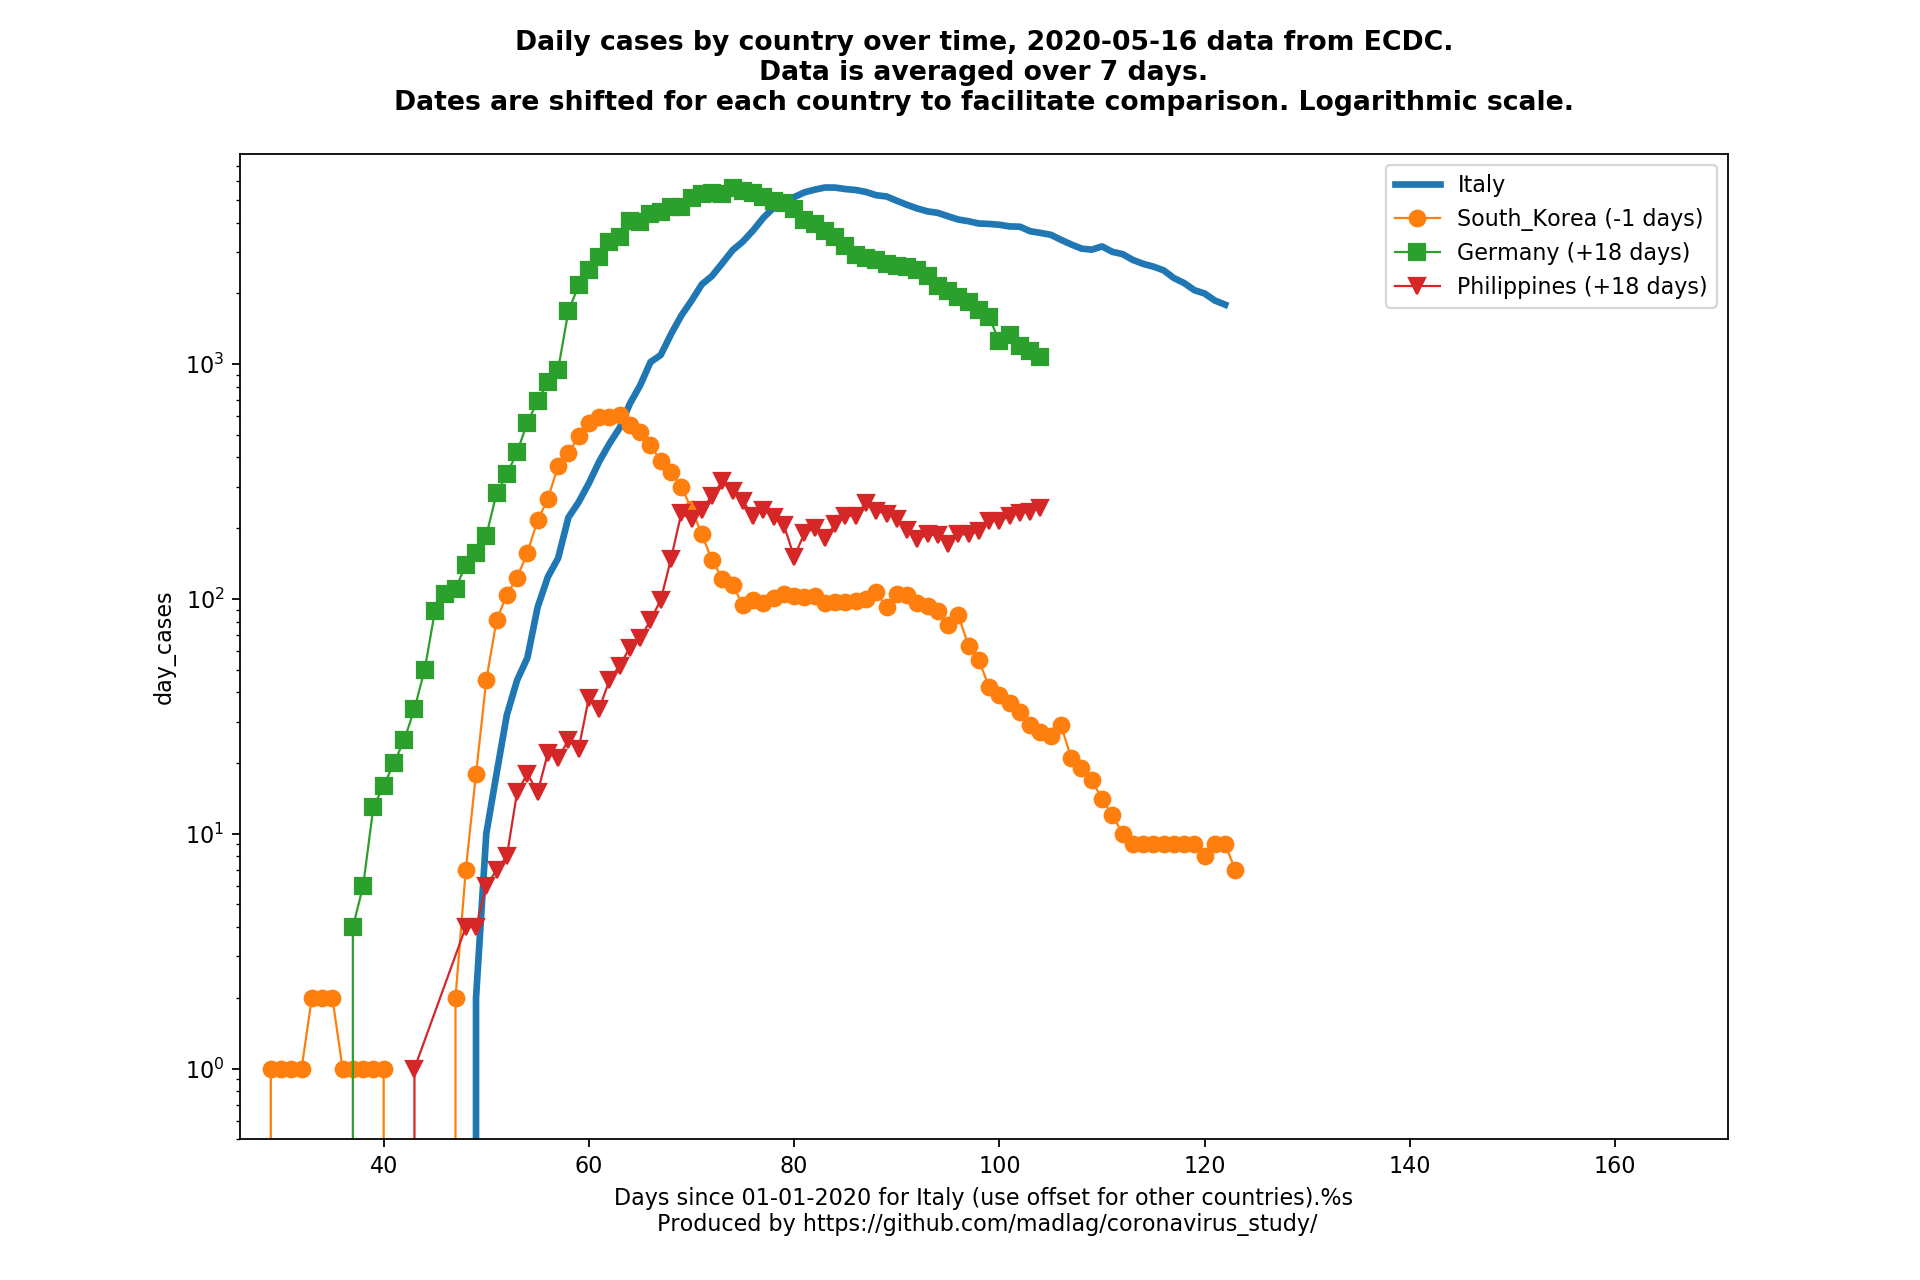 Daily cases by country over time, 2020-05-16 data from ECDC.
Data is averaged over 7 days.
Dates are shifted for each country to facilitate comparison. Logarithmic scale.
Italy
South_Korea (-1 days)
Germany (+18 days)
Philippines (+18 days)
day_cases
10³
10²
10¹
10⁰
40 60 80 100 120 140 160
Days since 01-01-2020 for Italy (use offset for other countries).%s
Produced by https://github.com/madlag/coronavirus_study/